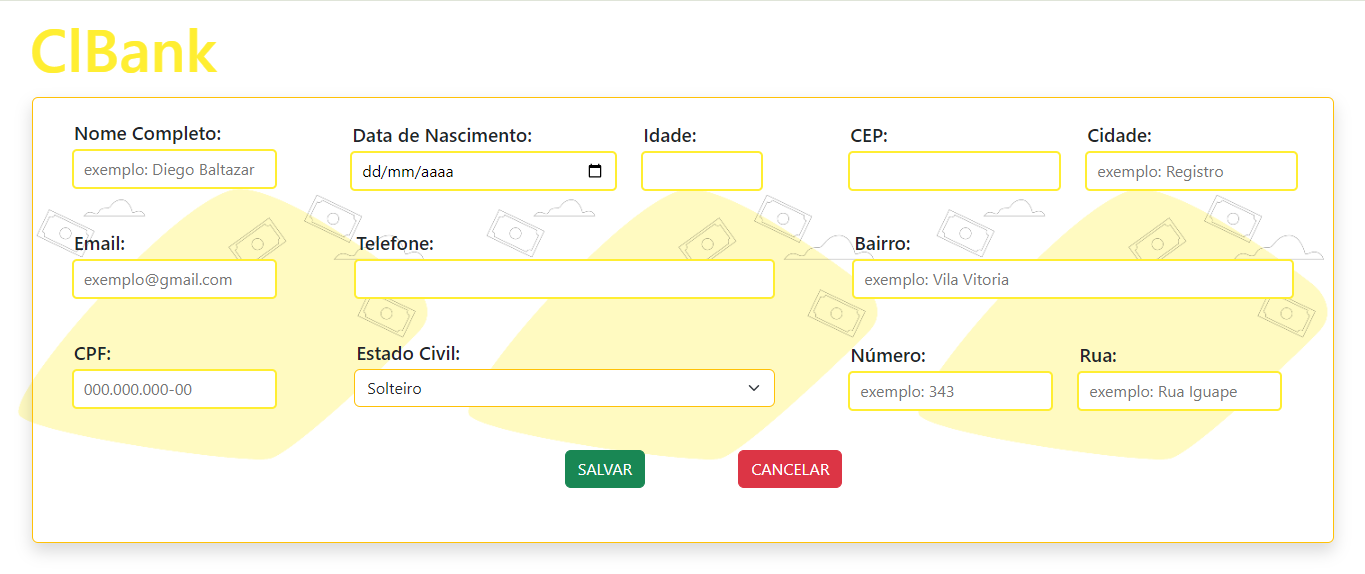 ClBank
Nome Completo: Data de Nascimento: Idade: CEP: Cidade:
exemplo: Diego Baltazar dd/mm/aaaa exemplo: Registro
Email: Telefone: Bairro:
exemplo@gmail.com exemplo: Vila Vitoria
CPF: Estado Civil: Número: Rua:
000.000.000-00 Solteiro exemplo: 343 exemplo: Rua Iguape
SALVAR CANCELAR